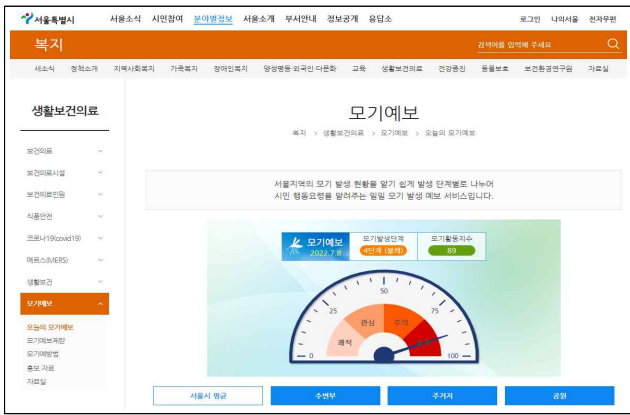 서울특별시
서울소식 시민참여 분야별정보 서울소개 부서안내 정보공개 응답소
로그인 나의서울 전자우편
복지
검색어를 입력해 주세요
새소식 정책소개 지역사회복지 가족복지 장애인복지 양성평등·외국인·다문화 교육 생활보건의료 건강증진 동물보호 보건환경연구원 자료실
생활보건의료
보건의료
보건의료시설
보건의료민원
식품안전
코로나19(covid19)
메르스(MERS)
생활보건
모기예보
오늘의 모기예보
모기예보제란
모기예방법
홍보 자료
자료실
모기예보
복지 > 생활보건의료 > 모기예보 > 오늘의 모기예보
서울지역의 모기 발생 현황을 알기 쉽게 발생 단계별로 나누어
시민 행동요령을 알려주는 일일 모기 발생 예보 서비스입니다.
모기예보
2022.7.8
모기발생단계
4단계 (불쾌)
모기활동지수
89
0
25
50
75
100
쾌적
관심
주의
서울시 평균
수변부
주거지
공원